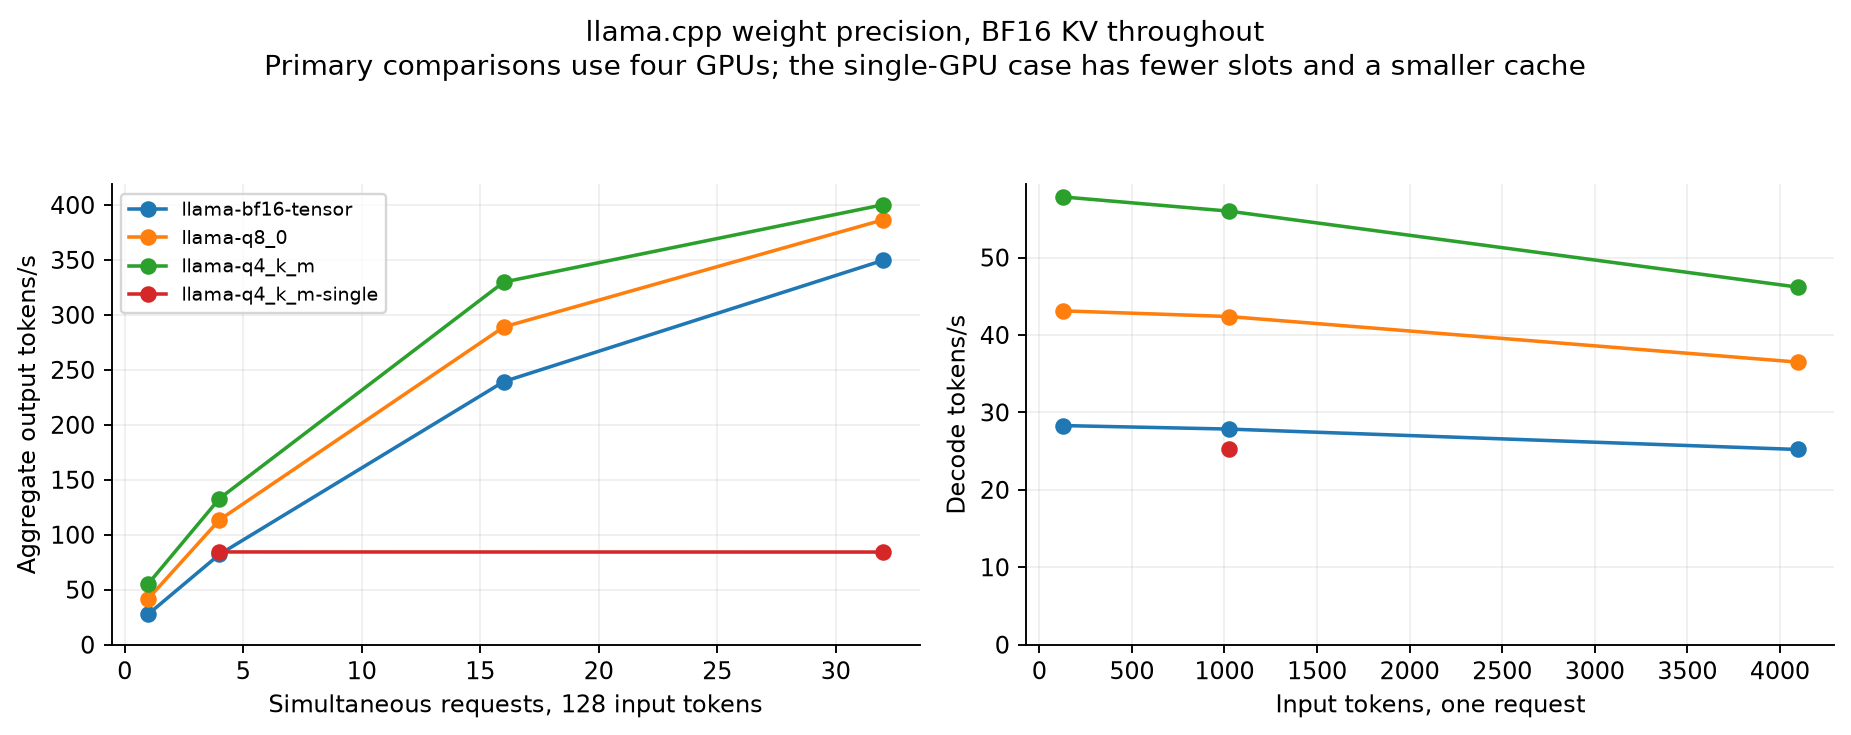 llama.cpp weight precision, BF16 KV throughout
Primary comparisons use four GPUs; the single-GPU case has fewer slots and a smaller cache
Aggregate output tokens/s
400
350
300
250
200
150
100
50
0
llama-bf16-tensor
llama-q8_0
llama-q4_k_m
llama-q4_k_m-single
0 5 10 15 20 25 30
Simultaneous requests, 128 input tokens
Decode tokens/s
50
40
30
20
10
0
0 500 1000 1500 2000 2500 3000 3500 4000
Input tokens, one request